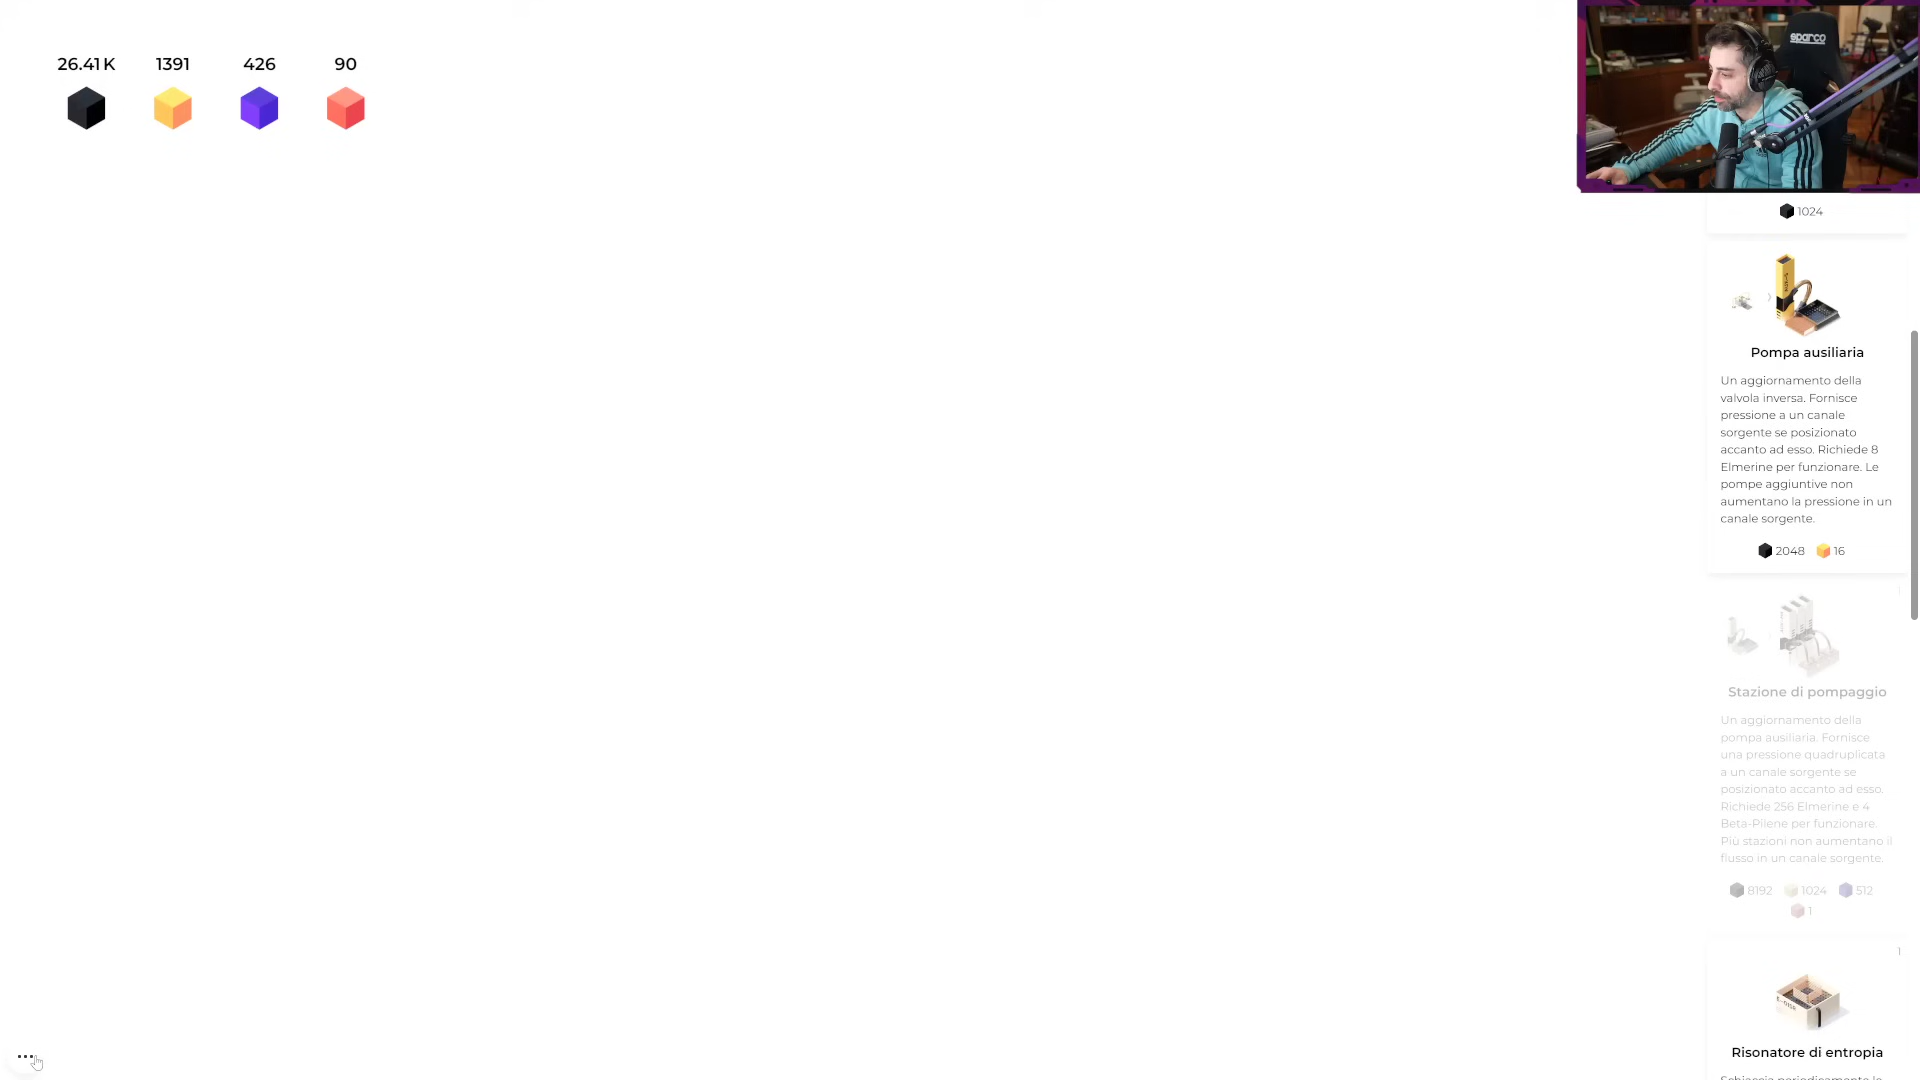 26.41 K 1391 426 90
sparco
1024
Pompa ausiliaria
Un aggiornamento della
valvola inversa. Fornisce
pressione a un canale
sorgente se posizionato
accanto ad esso. Richiede 8
Elmerine per funzionare. Le
pompe aggiuntive non
aumentano la pressione in un
canale sorgente.
2048 16
Stazione di pompaggio
Un aggiornamento della
pompa ausiliaria. Fornisce
una pressione quadruplicata
a un canale sorgente se
posizionato accanto ad esso.
Richiede 256 Elmerine e 4
Beta-Pilene per funzionare.
Più stazioni non aumentano il
flusso in un canale sorgente.
8192 1024 512
1
1
Risonatore di entropia